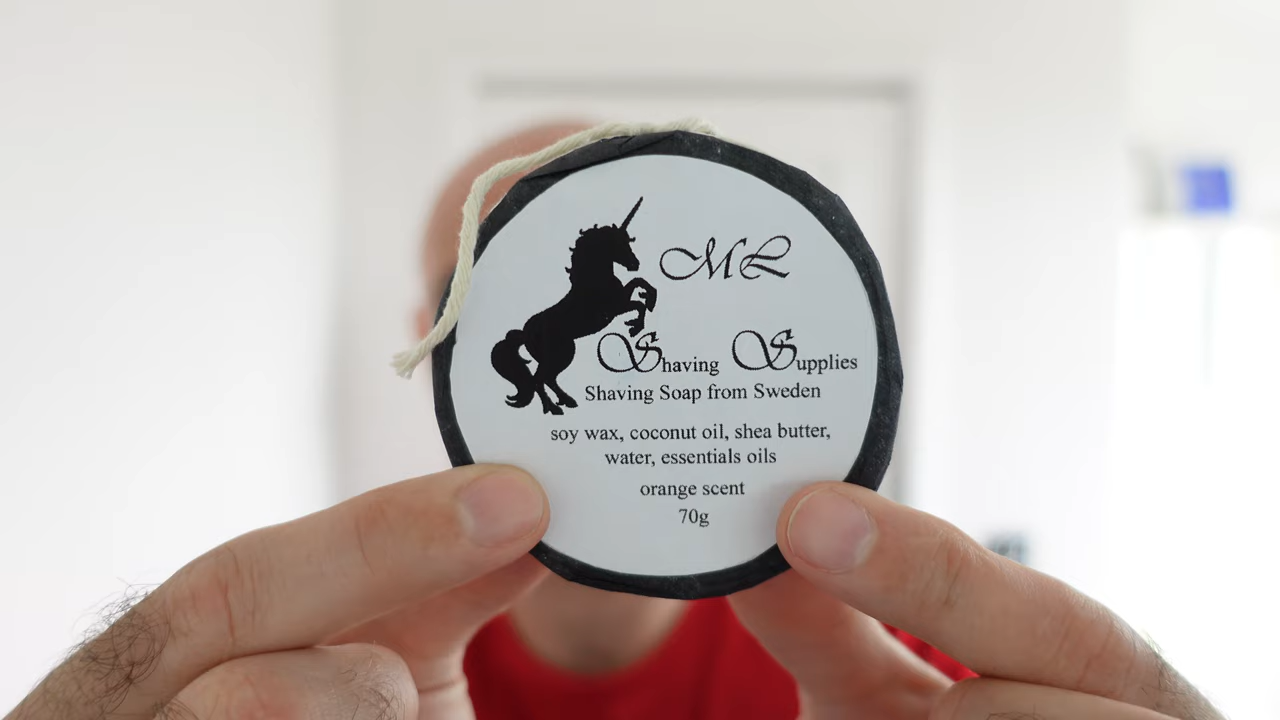 ML
Shaving Supplies
Shaving Soap from Sweden
soy wax, coconut oil, shea butter,
water, essentials oils
orange scent
70g